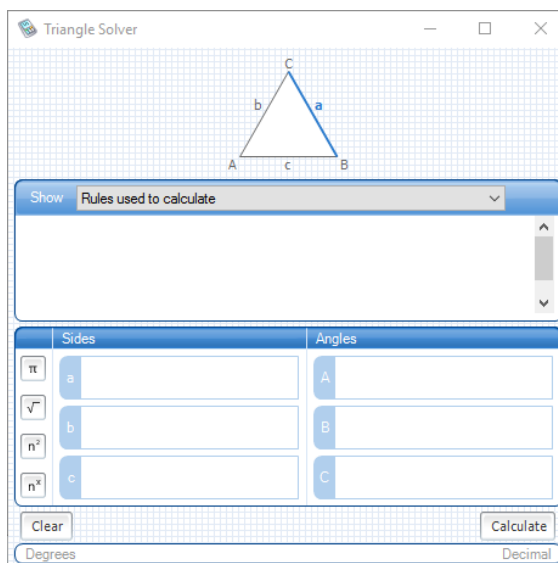 Triangle Solver
C
b a
A c B
Show Rules used to calculate
Sides Angles
π
a A
√
b B
n²
c C
nˣ
Clear Calculate
Degrees Decimal